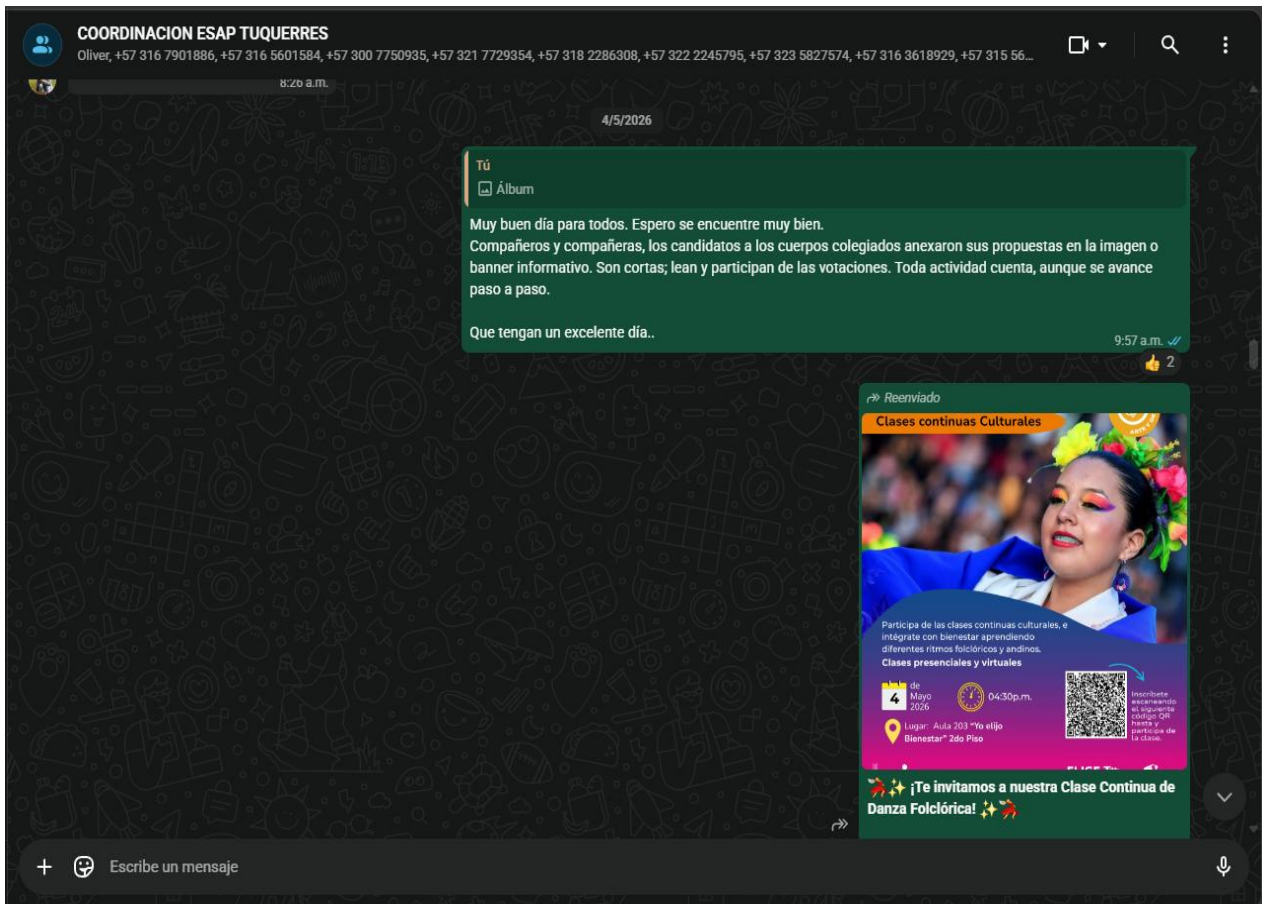 COORDINACION ESAP TUQUERRES
Oliver, +57 316 7901886, +57 316 5601584, +57 300 7750935, +57 321 7729354, +57 318 2286308, +57 322 2245795, +57 323 5827574, +57 316 3618929, +57 315 56...
8:26 a.m.
4/5/2026
Tú
Álbum
Muy buen día para todos. Espero se encuentre muy bien.
Compañeros y compañeras, los candidatos a los cuerpos colegiados anexaron sus propuestas en la imagen o
banner informativo. Son cortas; lean y participan de las votaciones. Toda actividad cuenta, aunque se avance
paso a paso.
Que tengan un excelente día..
9:57 a.m.
👍 2
Reenviado
Clases continuas Culturales
Participa de las clases continuas culturales, e
intégrate con bienestar aprendiendo
diferentes ritmos folclóricos y andinos.
Clases presenciales y virtuales
4 de
Mayo
2026
04:30p.m.
Lugar: Aula 203 "Yo elijo
Bienestar" 2do Piso
Inscríbete
escaneando
el siguiente
código QR
hasta y
participa de
la clase.
💃✨ ¡Te invitamos a nuestra Clase Continua de
Danza Folclórica! ✨💃
Escribe un mensaje